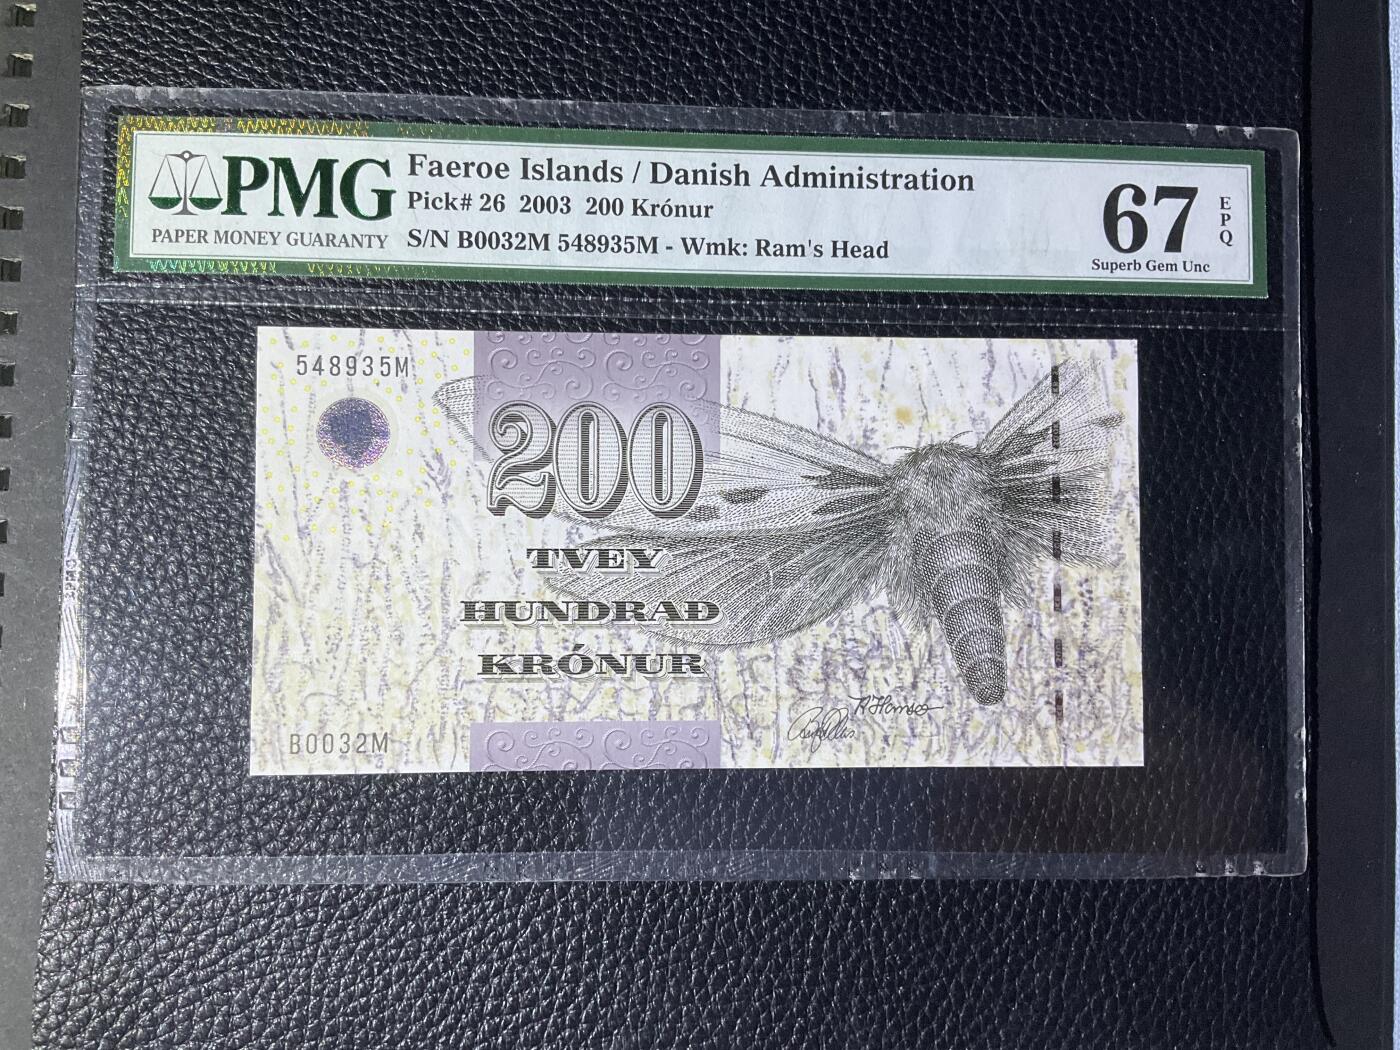 PMG
PAPER MONEY GUARANTY
Faeroe Islands / Danish Administration
Pick# 26 2003 200 Krónur
S/N B0032M 548935M - Wmk: Ram's Head
67
EPQ
Superb Gem Unc
548935M
200
TVEY
HUNDRAÐ
KRÓNUR
B0032M